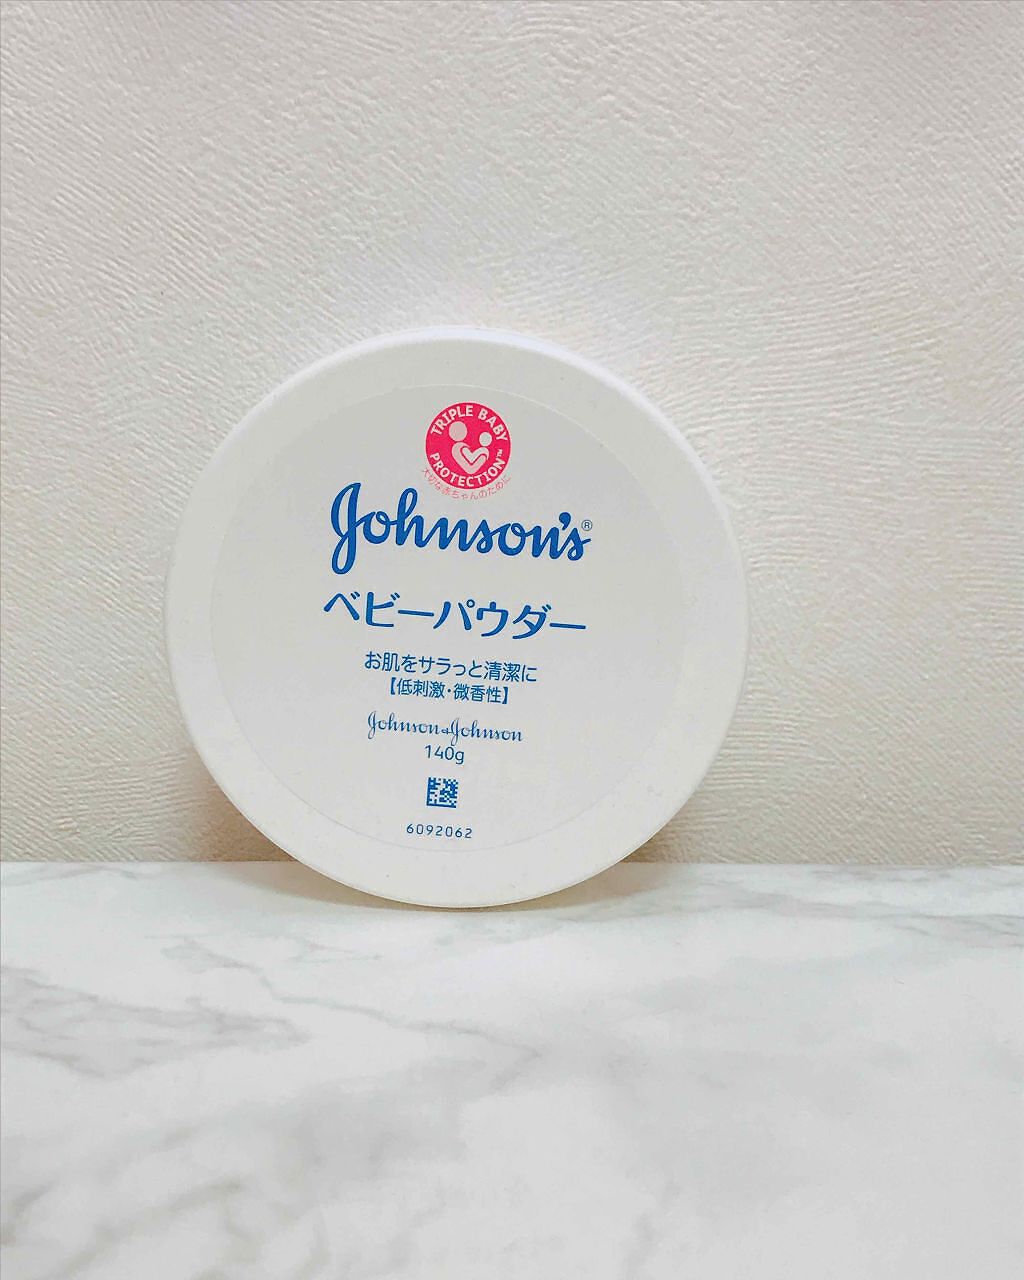 TRIPLE BABY
PROTECTION™
大切な赤ちゃんのために
Johnson's®
ベビーパウダー
お肌をサラっと清潔に
【低刺激・微香性】
Johnson&Johnson
140g
6092062